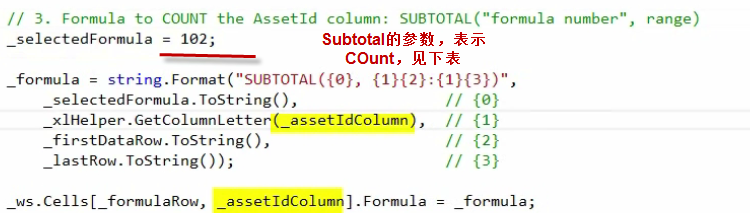 // 3. Formula to COUNT the AssetId column: SUBTOTAL("formula number", range)
_selectedFormula = 102;
Subtotal的参数，表示
COunt，见下表
_formula = string.Format("SUBTOTAL({0}, {1}{2}:{1}{3})",
_selectedFormula.ToString(), // {0}
_xlHelper.GetColumnLetter(_assetIdColumn), // {1}
_firstDataRow.ToString(), // {2}
_lastRow.ToString()); // {3}
_ws.Cells[_formulaRow, _assetIdColumn].Formula = _formula;